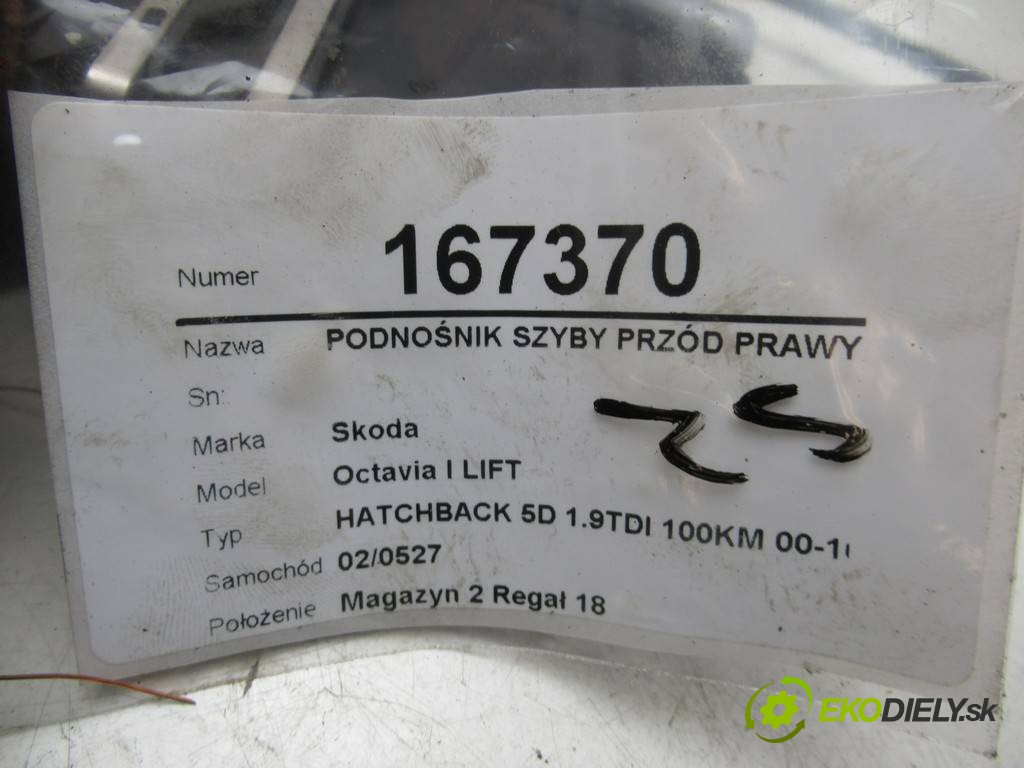 Numer 167370
Nazwa PODNOŚNIK SZYBY PRZÓD PRAWY
Sn:
Marka Skoda
Model Octavia I LIFT
Typ HATCHBACK 5D 1.9TDI 100KM 00-1
Samochód 02/0527
Położenie Magazyn 2 Regał 18
EKODIELY.sk